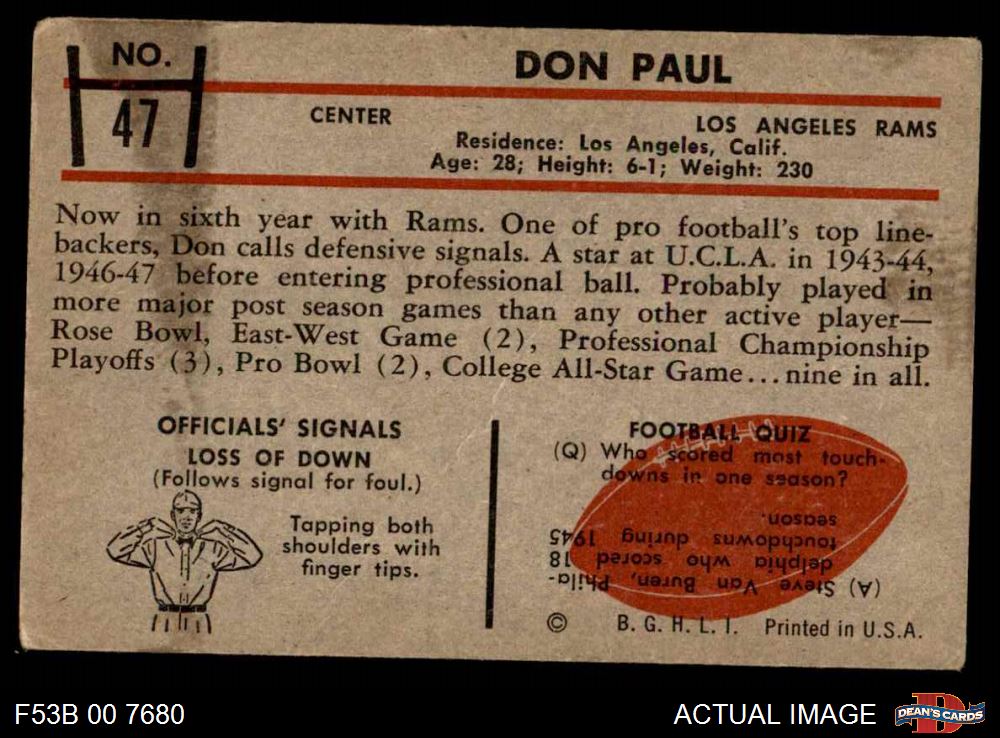 NO.
47
DON PAUL
CENTER
LOS ANGELES RAMS
Residence: Los Angeles, Calif.
Age: 28; Height: 6-1; Weight: 230
Now in sixth year with Rams. One of pro football's top line-
backers, Don calls defensive signals. A star at U.C.L.A. in 1943-44,
1946-47 before entering professional ball. Probably played in
more major post season games than any other active player—
Rose Bowl, East-West Game (2), Professional Championship
Playoffs (3), Pro Bowl (2), College All-Star Game...nine in all.
OFFICIALS' SIGNALS
LOSS OF DOWN
(Follows signal for foul.)
Tapping both
shoulders with
finger tips.
FOOTBALL QUIZ
(Q) Who scored most touch-
downs in one season?
(A) Steve Van Buren, Phila-
delphia who scored 18
touchdowns during 1945
season.
© B. G. H. L. I. Printed in U.S.A.
F53B 00 7680
ACTUAL IMAGE
D
DEAN'S CARDS